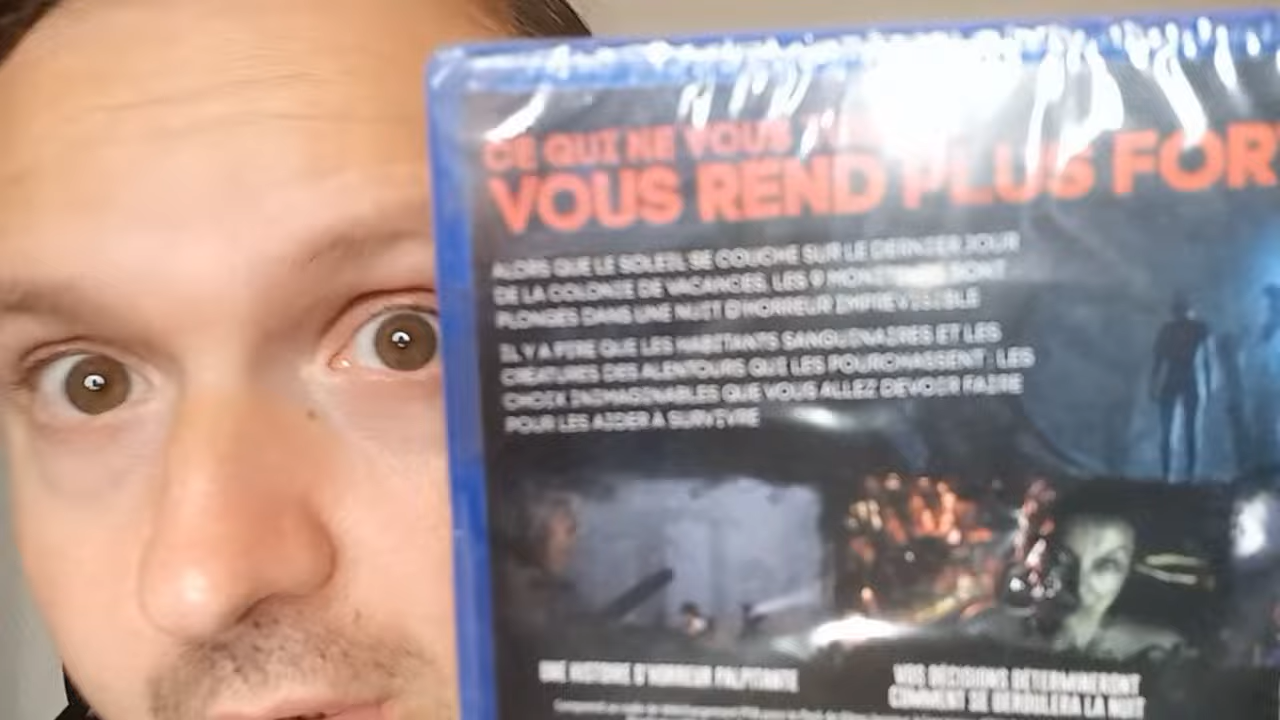 CE QUI NE VOUS
VOUS REND PLUS FOR
ALORS QUE LE SOLEIL SE COUCHE SUR LE DERNIER JOUR
DE LA COLONIE DE VACANCES, LES 9 SONT
PLONGÉS DANS UNE NUIT D'HORREUR IMPRÉVISIBLE
IL Y A PIRE QUE LES HABITANTS SANGUINAIRES ET LES
CRÉATURES DES ALENTOURS QUI LES POURCHASSENT : LES
CHOIX INIMAGINABLES QUE VOUS ALLEZ DEVOIR FAIRE
POUR LES AIDER À SURVIVRE
UNE HISTOIRE D'HORREUR PALPITANTE
VOS DÉCISIONS DÉTERMINERONT
COMMENT SE DÉROULERA LA NUIT